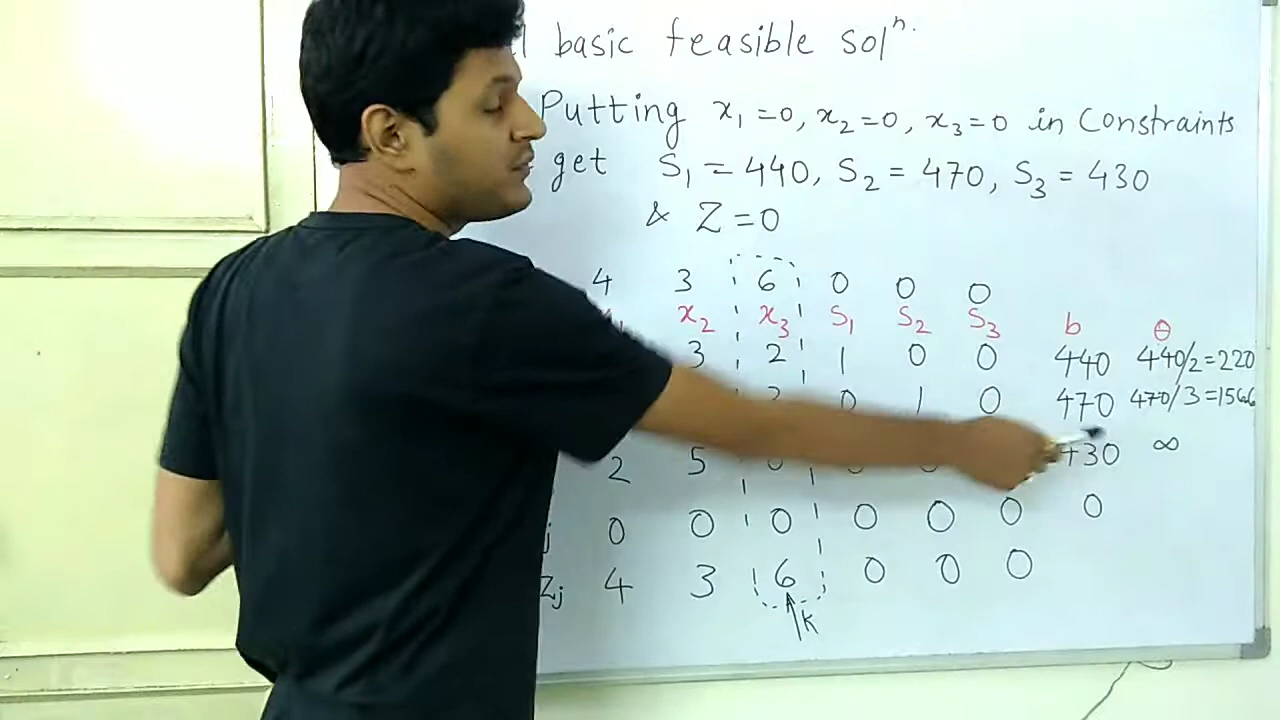 basic feasible solⁿ.
Putting x₁=0, x₂=0, x₃=0 in Constraints
get S₁ = 440, S₂ = 470, S₃ = 430
& Z = 0
4 3 6 0 0 0
x₂ x₃ S₁ S₂ S₃ b θ
3 2 1 0 0 440 440/2=220
0 1 0 470 470/3=156.6
2 5 0 0 0 430 ∞
j 0 0 0 0 0 0 0
Zj 4 3 6 0 0 0
k